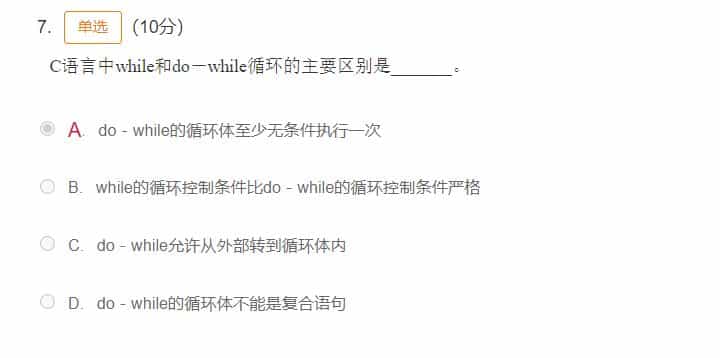 7. 单选 (10分)
C语言中while和do－while循环的主要区别是_______。
A. do - while的循环体至少无条件执行一次
B. while的循环控制条件比do - while的循环控制条件严格
C. do - while允许从外部转到循环体内
D. do - while的循环体不能是复合语句